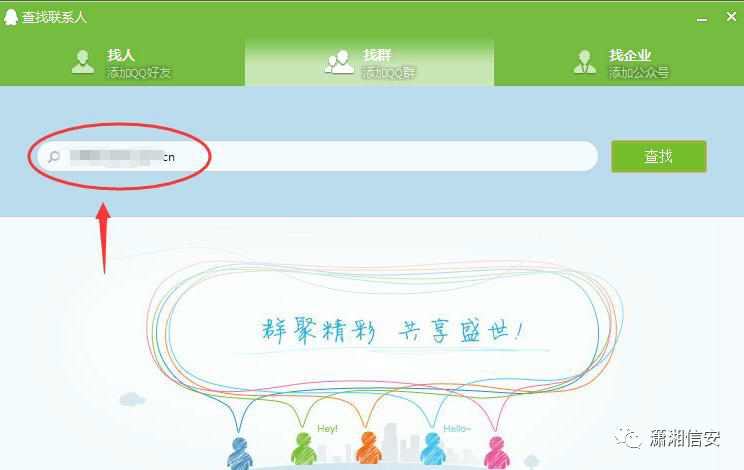 查找联系人
找人
添加QQ好友
找群
添加QQ群
找企业
添加公众号
cn
查找
群聚精彩 共享盛世!
Hey!
Hello~
潇湘信安